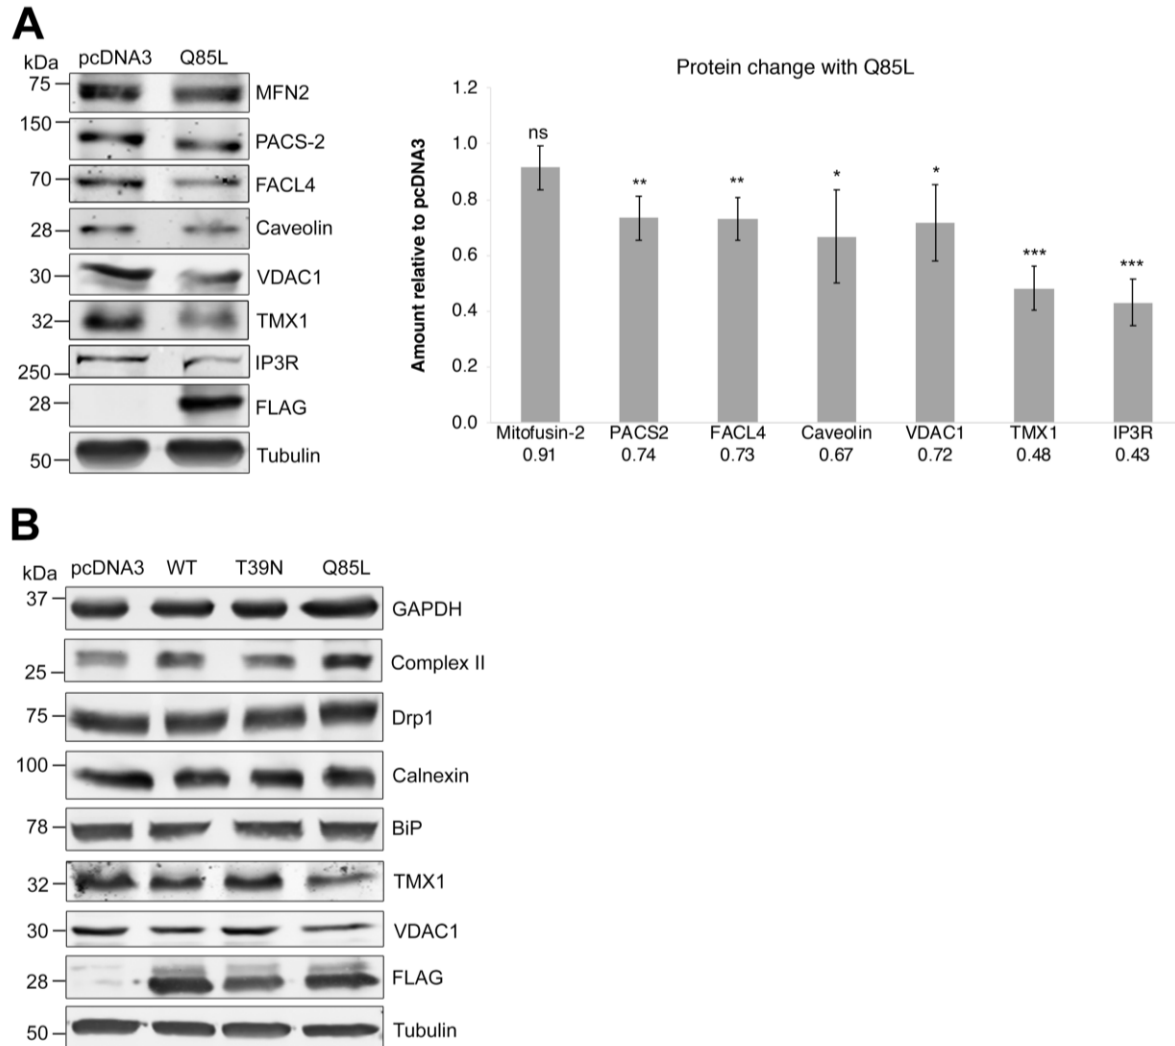 A
kDa pcDNA3 Q85L
75 MFN2
150 PACS-2
70 FACL4
28 Caveolin
30 VDAC1
32 TMX1
250 IP3R
28 FLAG
50 Tubulin
Protein change with Q85L
Amount relative to pcDNA3
1.2
1.0
0.8
0.6
0.4
0.2
0.0
ns ** ** * * *** ***
Mitofusin-2 PACS2 FACL4 Caveolin VDAC1 TMX1 IP3R
0.91 0.74 0.73 0.67 0.72 0.48 0.43
B
kDa pcDNA3 WT T39N Q85L
37 GAPDH
25 Complex II
75 Drp1
100 Calnexin
78 BiP
32 TMX1
30 VDAC1
28 FLAG
50 Tubulin